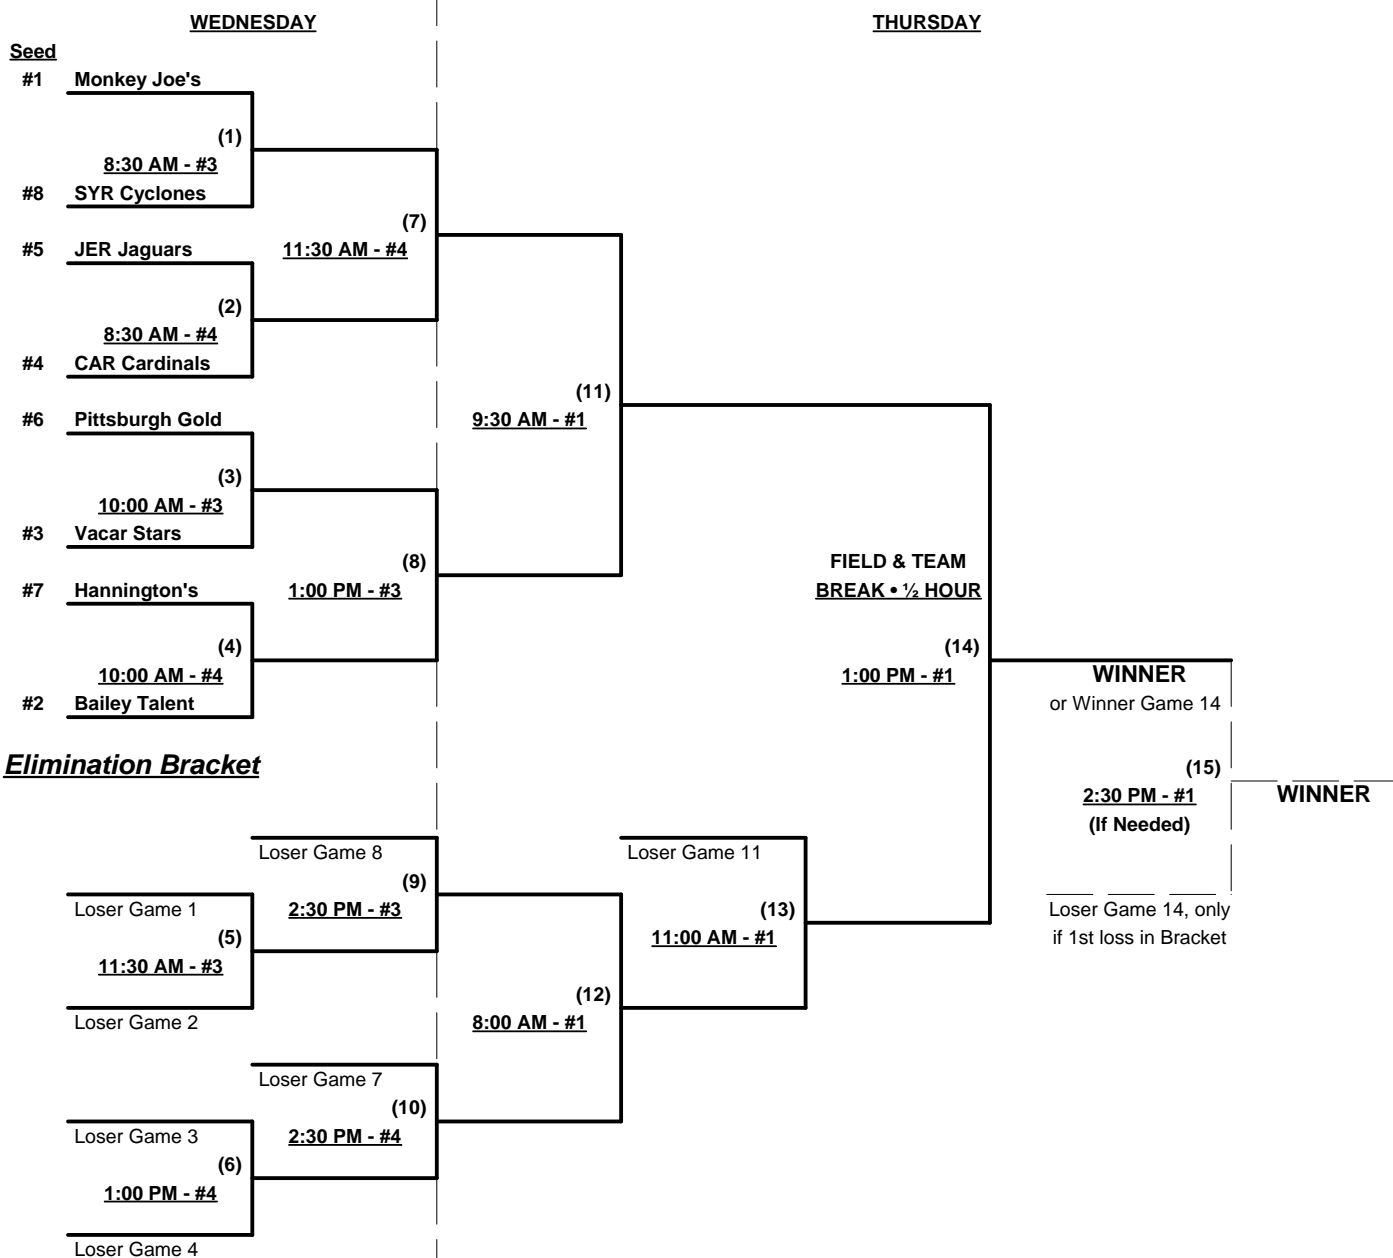 WEDNESDAY THURSDAY
Seed
#1 Monkey Joe's
(1)
8:30 AM - #3
#8 SYR Cyclones
(7)
#5 JER Jaguars 11:30 AM - #4
(2)
8:30 AM - #4
#4 CAR Cardinals
(11)
#6 Pittsburgh Gold 9:30 AM - #1
(3)
10:00 AM - #3
#3 Vacar Stars
(8) FIELD & TEAM
#7 Hannington's 1:00 PM - #3 BREAK • ½ HOUR
(4) (14)
10:00 AM - #4 1:00 PM - #1 WINNER
#2 Bailey Talent or Winner Game 14
Elimination Bracket
(15)
2:30 PM - #1 WINNER
(If Needed)
Loser Game 8 Loser Game 11
(9)
Loser Game 1 2:30 PM - #3 (13) Loser Game 14, only
(5) 11:00 AM - #1 if 1st loss in Bracket
11:30 AM - #3
(12)
Loser Game 2 8:00 AM - #1
Loser Game 7
(10)
Loser Game 3 2:30 PM - #4
(6)
1:00 PM - #4
Loser Game 4